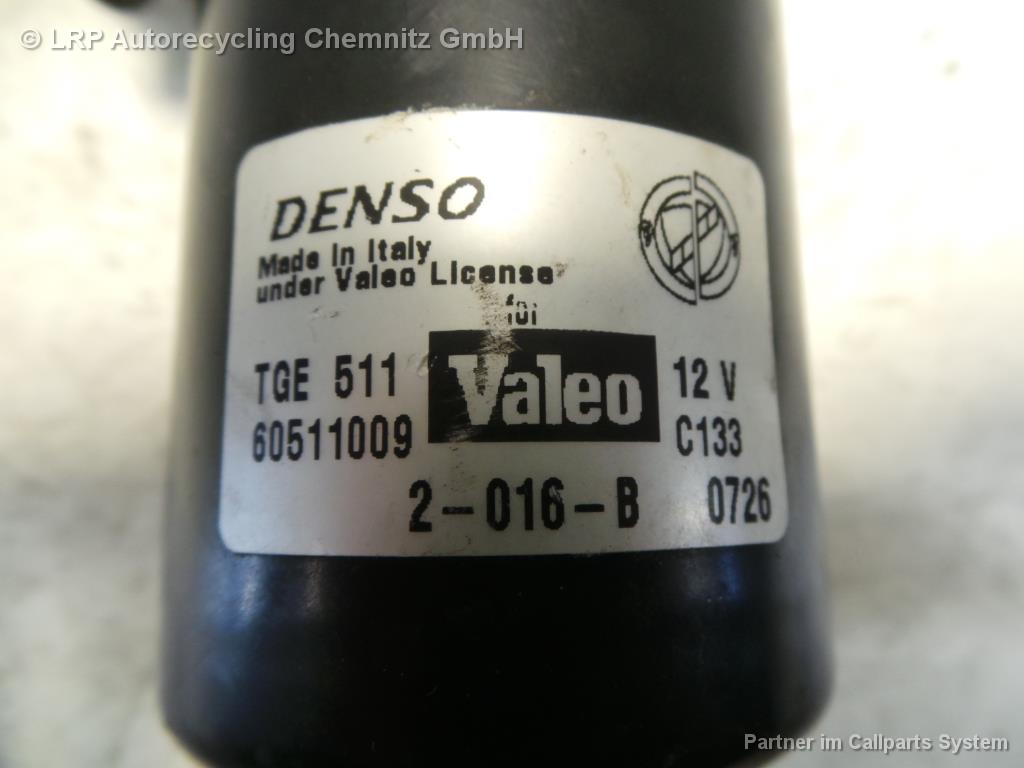 © LRP Autorecycling Chemnitz GmbH
DENSO
Made in Italy
under Valeo License
for
Valeo
TGE 511
12 V
60511009
C133
2-016-B
0726
Partner im Callparts System